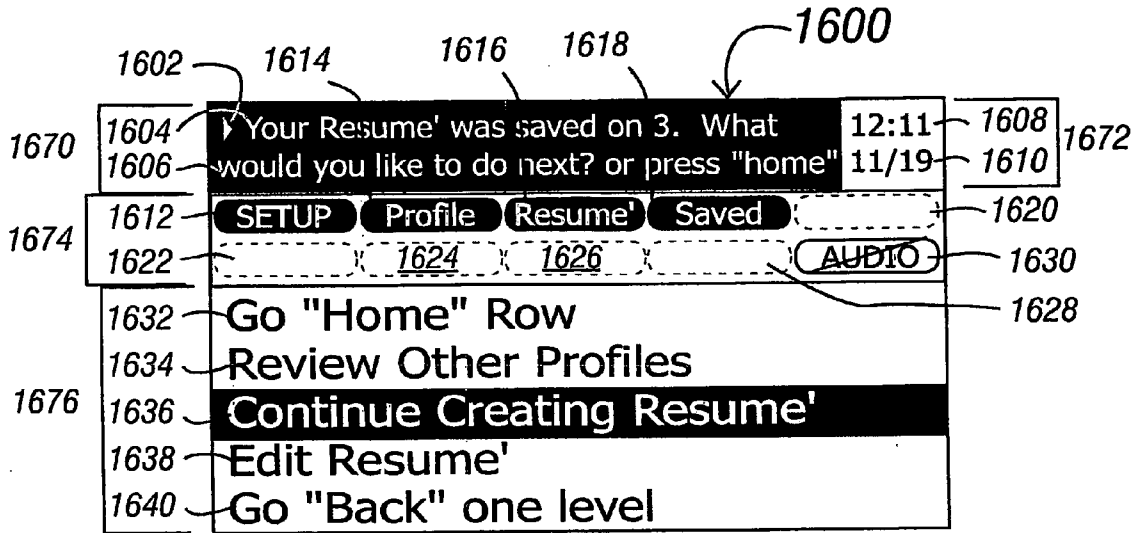 1600
1602 1614 1616 1618
1670 1604 Your Resume' was saved on 3. What 12:11 1608 1672
1606 would you like to do next? or press "home" 11/19 1610
1674 1612 SETUP Profile Resume' Saved 1620
1622 1624 1626 AUDIO 1630
1628
1632 Go "Home" Row
1634 Review Other Profiles
1676 1636 Continue Creating Resume'
1638 Edit Resume'
1640 Go "Back" one level